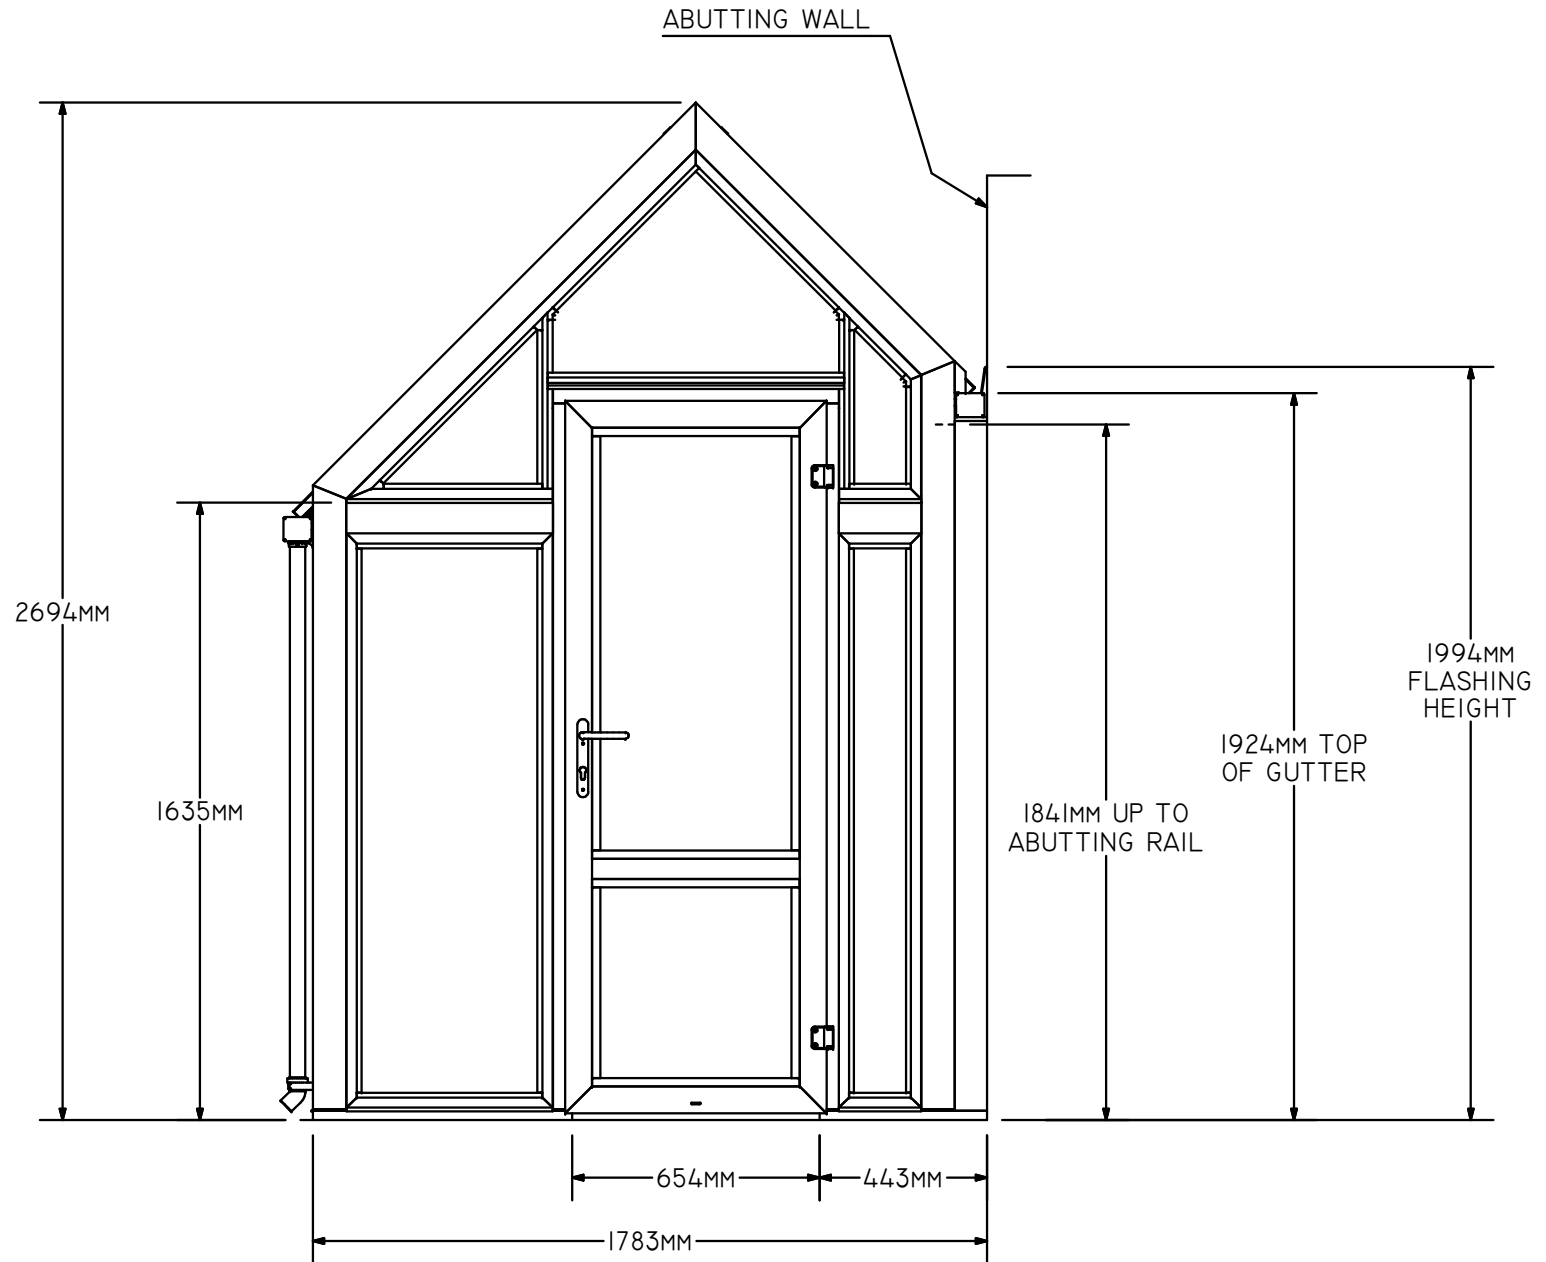 ABUTTING WALL
2694MM
1994MM
FLASHING
HEIGHT
1924MM TOP
OF GUTTER
1635MM
1841MM UP TO
ABUTTING RAIL
654MM
443MM
1783MM